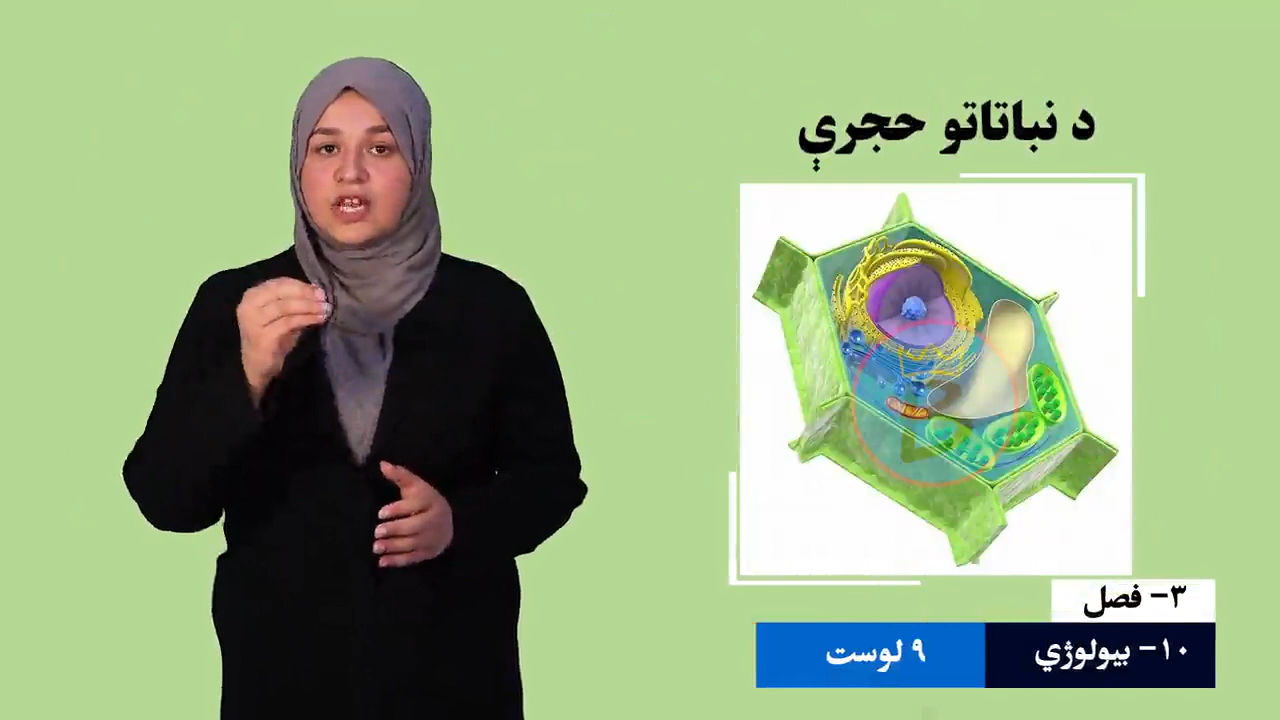 د نباتاتو حجرې
۳- فصل
۱۰- بیولوژي
۹ لوست